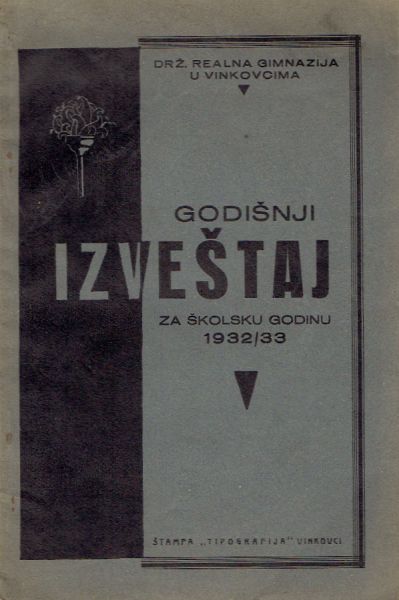 DRŽ. REALNA GIMNAZIJA
U VINKOVCIMA
GODIŠNJI
IZVEŠTAJ
ZA ŠKOLSKU GODINU
1932/33
ŠTAMPA „TIPOGRAFIJA" VINKOVCI